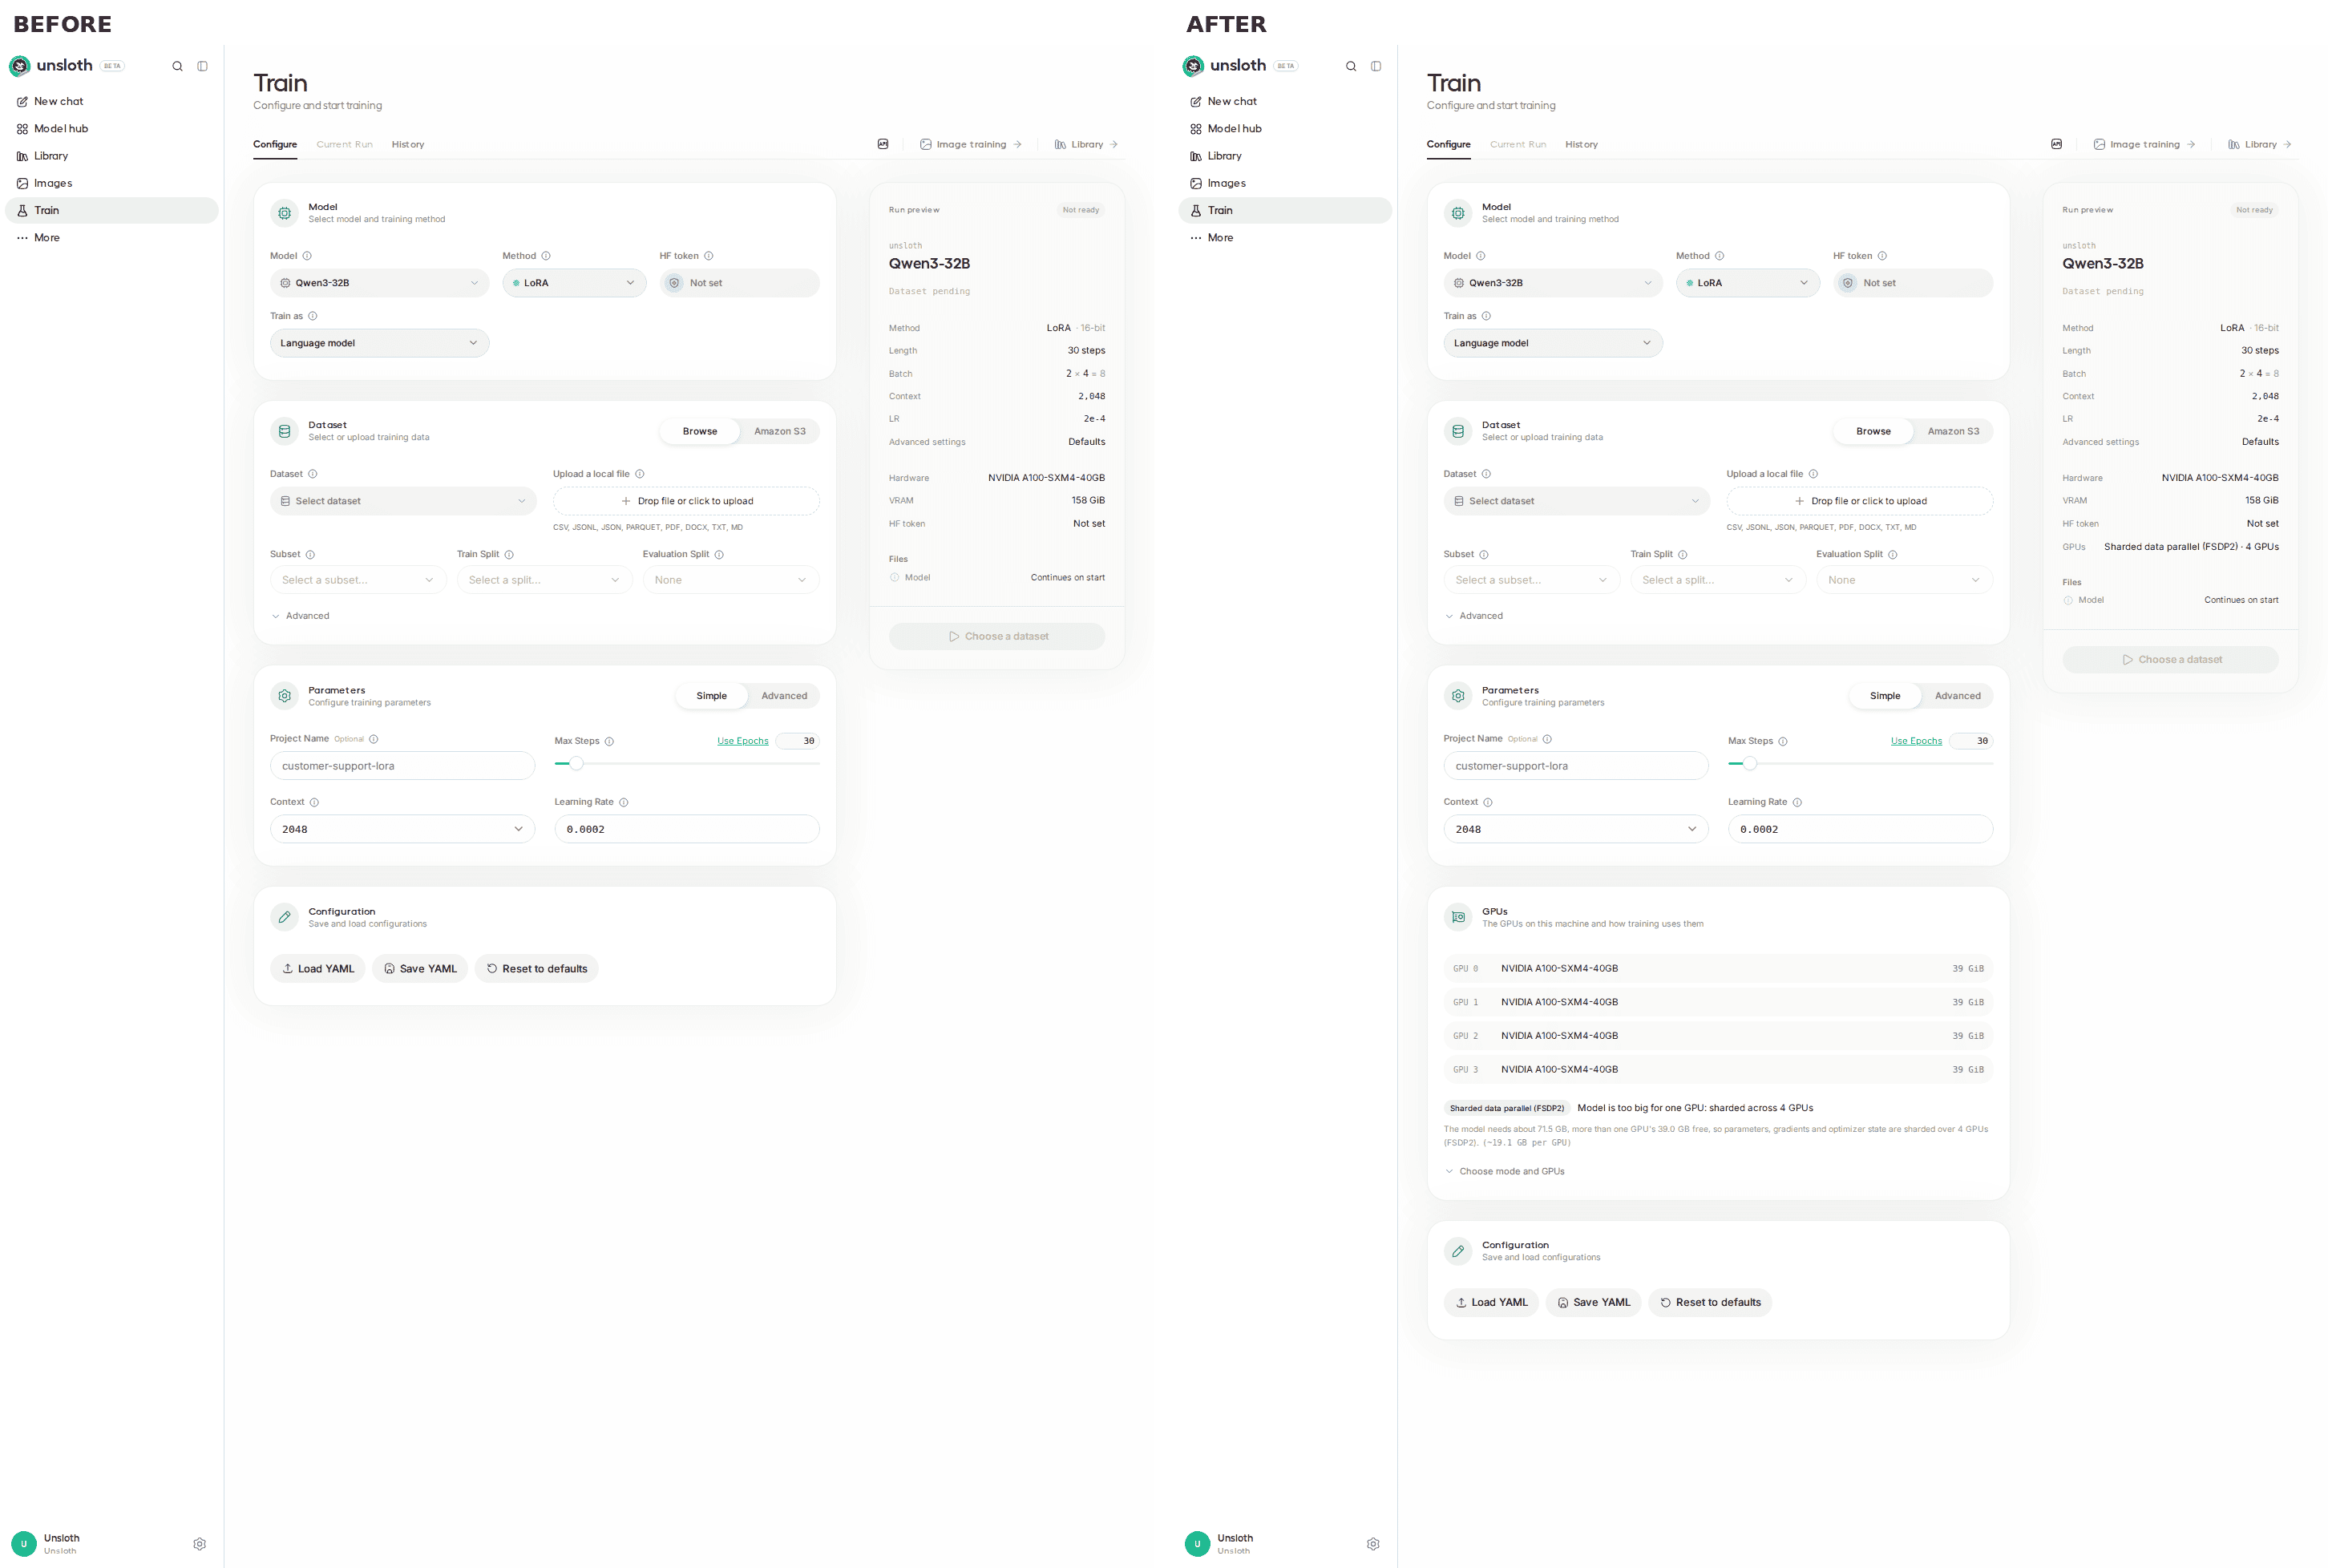 BEFORE
unsloth BETA
New chat
Model hub
Library
Images
Train
More
Train
Configure and start training
Configure Current Run History
API Image training Library
Model
Select model and training method
Model Method HF token
Qwen3-32B LoRA Not set
Train as
Language model
Dataset
Select or upload training data
Browse Amazon S3
Dataset Upload a local file
Select dataset Drop file or click to upload
CSV, JSONL, JSON, PARQUET, PDF, DOCX, TXT, MD
Subset Train Split Evaluation Split
Select a subset... Select a split... None
Advanced
Parameters
Configure training parameters
Simple Advanced
Project Name Optional Max Steps Use Epochs 30
customer-support-lora
Context Learning Rate
2048 0.0002
Configuration
Save and load configurations
Load YAML Save YAML Reset to defaults
Run preview Not ready
unsloth
Qwen3-32B
Dataset pending
Method LoRA · 16-bit
Length 30 steps
Batch 2 × 4 = 8
Context 2,048
LR 2e-4
Advanced settings Defaults
Hardware NVIDIA A100-SXM4-40GB
VRAM 158 GiB
HF token Not set
Files
Model Continues on start
Choose a dataset
U Unsloth
Unsloth
AFTER
unsloth BETA
New chat
Model hub
Library
Images
Train
More
Train
Configure and start training
Configure Current Run History
API Image training Library
Model
Select model and training method
Model Method HF token
Qwen3-32B LoRA Not set
Train as
Language model
Dataset
Select or upload training data
Browse Amazon S3
Dataset Upload a local file
Select dataset Drop file or click to upload
CSV, JSONL, JSON, PARQUET, PDF, DOCX, TXT, MD
Subset Train Split Evaluation Split
Select a subset... Select a split... None
Advanced
Parameters
Configure training parameters
Simple Advanced
Project Name Optional Max Steps Use Epochs 30
customer-support-lora
Context Learning Rate
2048 0.0002
GPUs
The GPUs on this machine and how training uses them
GPU 0 NVIDIA A100-SXM4-40GB 39 GiB
GPU 1 NVIDIA A100-SXM4-40GB 39 GiB
GPU 2 NVIDIA A100-SXM4-40GB 39 GiB
GPU 3 NVIDIA A100-SXM4-40GB 39 GiB
Sharded data parallel (FSDP2) Model is too big for one GPU: sharded across 4 GPUs
The model needs about 71.5 GB, more than one GPU's 39.0 GB free, so parameters, gradients and optimizer state are sharded over 4 GPUs
(FSDP2). (~19.1 GB per GPU)
Choose mode and GPUs
Configuration
Save and load configurations
Load YAML Save YAML Reset to defaults
Run preview Not ready
unsloth
Qwen3-32B
Dataset pending
Method LoRA · 16-bit
Length 30 steps
Batch 2 × 4 = 8
Context 2,048
LR 2e-4
Advanced settings Defaults
Hardware NVIDIA A100-SXM4-40GB
VRAM 158 GiB
HF token Not set
GPUs Sharded data parallel (FSDP2) · 4 GPUs
Files
Model Continues on start
Choose a dataset
U Unsloth
Unsloth